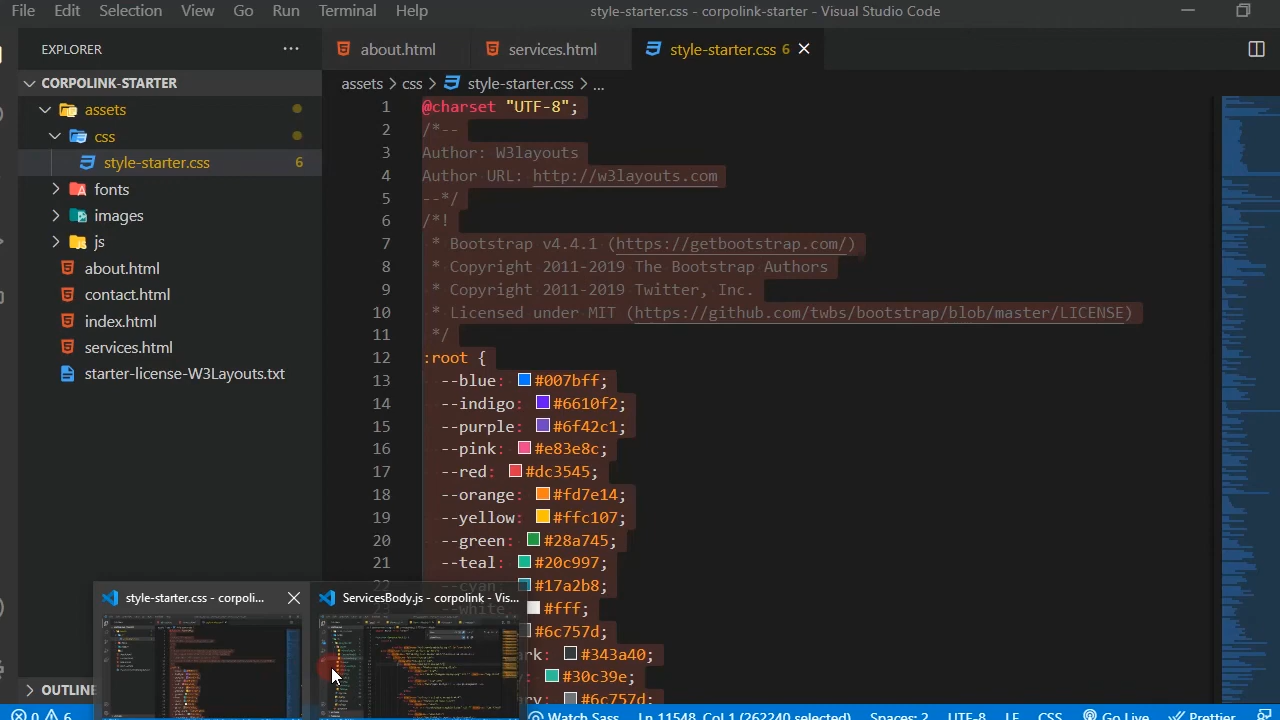 File Edit Selection View Go Run Terminal Help style-starter.css - corpolink-starter - Visual Studio Code
EXPLORER
about.html services.html style-starter.css 6
CORPOLINK-STARTER
assets > css > style-starter.css > ...
assets
css
style-starter.css 6
fonts
images
js
about.html
contact.html
index.html
services.html
starter-license-W3Layouts.txt
OUTLINE
1 @charset "UTF-8";
2 /*--
3 Author: W3layouts
4 Author URL: http://w3layouts.com
5 --*/
6 /*!
7 * Bootstrap v4.4.1 (https://getbootstrap.com/)
8 * Copyright 2011-2019 The Bootstrap Authors
9 * Copyright 2011-2019 Twitter, Inc.
10 * Licensed under MIT (https://github.com/twbs/bootstrap/blob/master/LICENSE)
11 */
12 :root {
13 --blue: #007bff;
14 --indigo: #6610f2;
15 --purple: #6f42c1;
16 --pink: #e83e8c;
17 --red: #dc3545;
18 --orange: #fd7e14;
19 --yellow: #ffc107;
20 --green: #28a745;
21 --teal: #20c997;
22 --cyan: #17a2b8;
#fff;
#6c757d;
#343a40;
#30c39e;
#6c757d;
style-starter.css - corpoli...
ServicesBody.js - corpolink - Vis...
0 6 Watch Sass Ln 11548, Col 1 (262240 selected) Spaces: 2 UTF-8 LF CSS Go Live Prettier